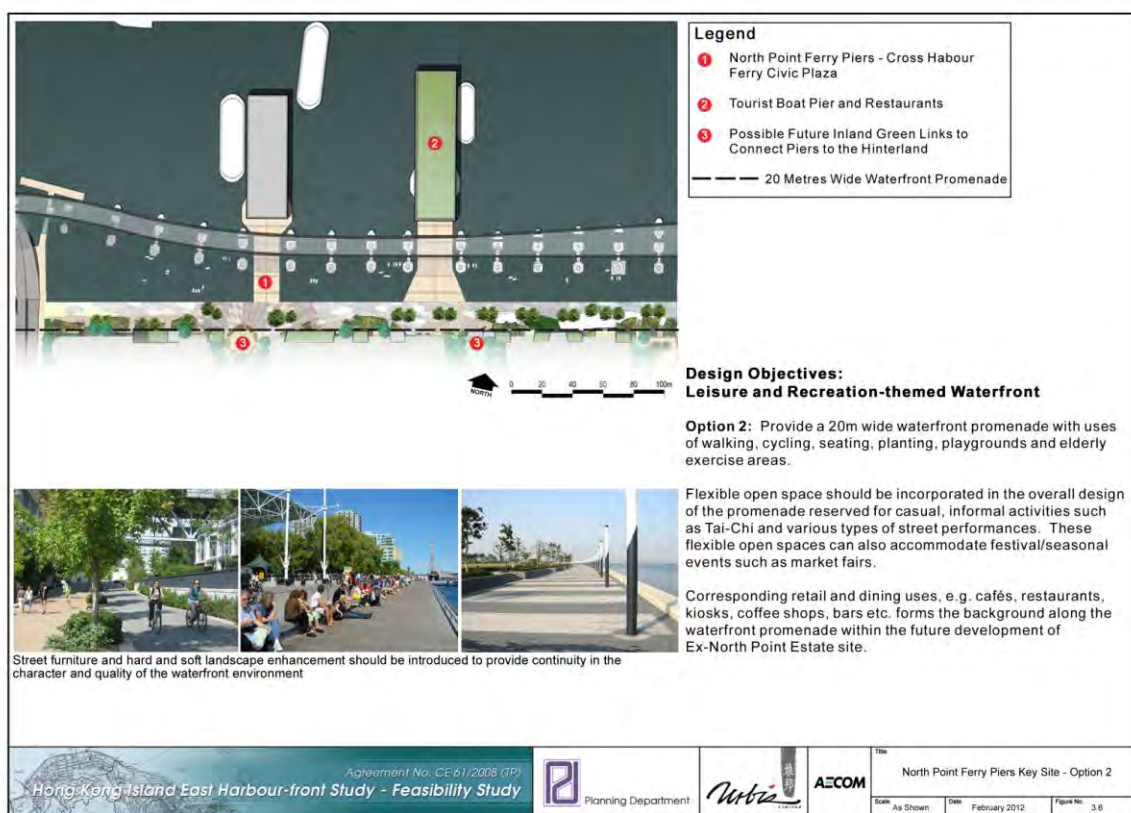 Legend
1 North Point Ferry Piers - Cross Habour
Ferry Civic Plaza
2 Tourist Boat Pier and Restaurants
3 Possible Future Inland Green Links to
Connect Piers to the Hinterland
20 Metres Wide Waterfront Promenade
2
1
3
3
NORTH
0 20 40 60 80 100m
Design Objectives:
Leisure and Recreation-themed Waterfront
Option 2: Provide a 20m wide waterfront promenade with uses
of walking, cycling, seating, planting, playgrounds and elderly
exercise areas.
Flexible open space should be incorporated in the overall design
of the promenade reserved for casual, informal activities such
as Tai-Chi and various types of street performances. These
flexible open spaces can also accommodate festival/seasonal
events such as market fairs.
Corresponding retail and dining uses, e.g. cafés, restaurants,
kiosks, coffee shops, bars etc. forms the background along the
waterfront promenade within the future development of
Ex-North Point Estate site.
Street furniture and hard and soft landscape enhancement should be introduced to provide continuity in the
character and quality of the waterfront environment
Agreement No. CE 61/2008 (TP)
Hong Kong Island East Harbour-front Study - Feasibility Study
Planning Department
Urbis
LIMITED
AECOM
Title
North Point Ferry Piers Key Site - Option 2
Scale As Shown
Date February 2012
Figure No. 3.6